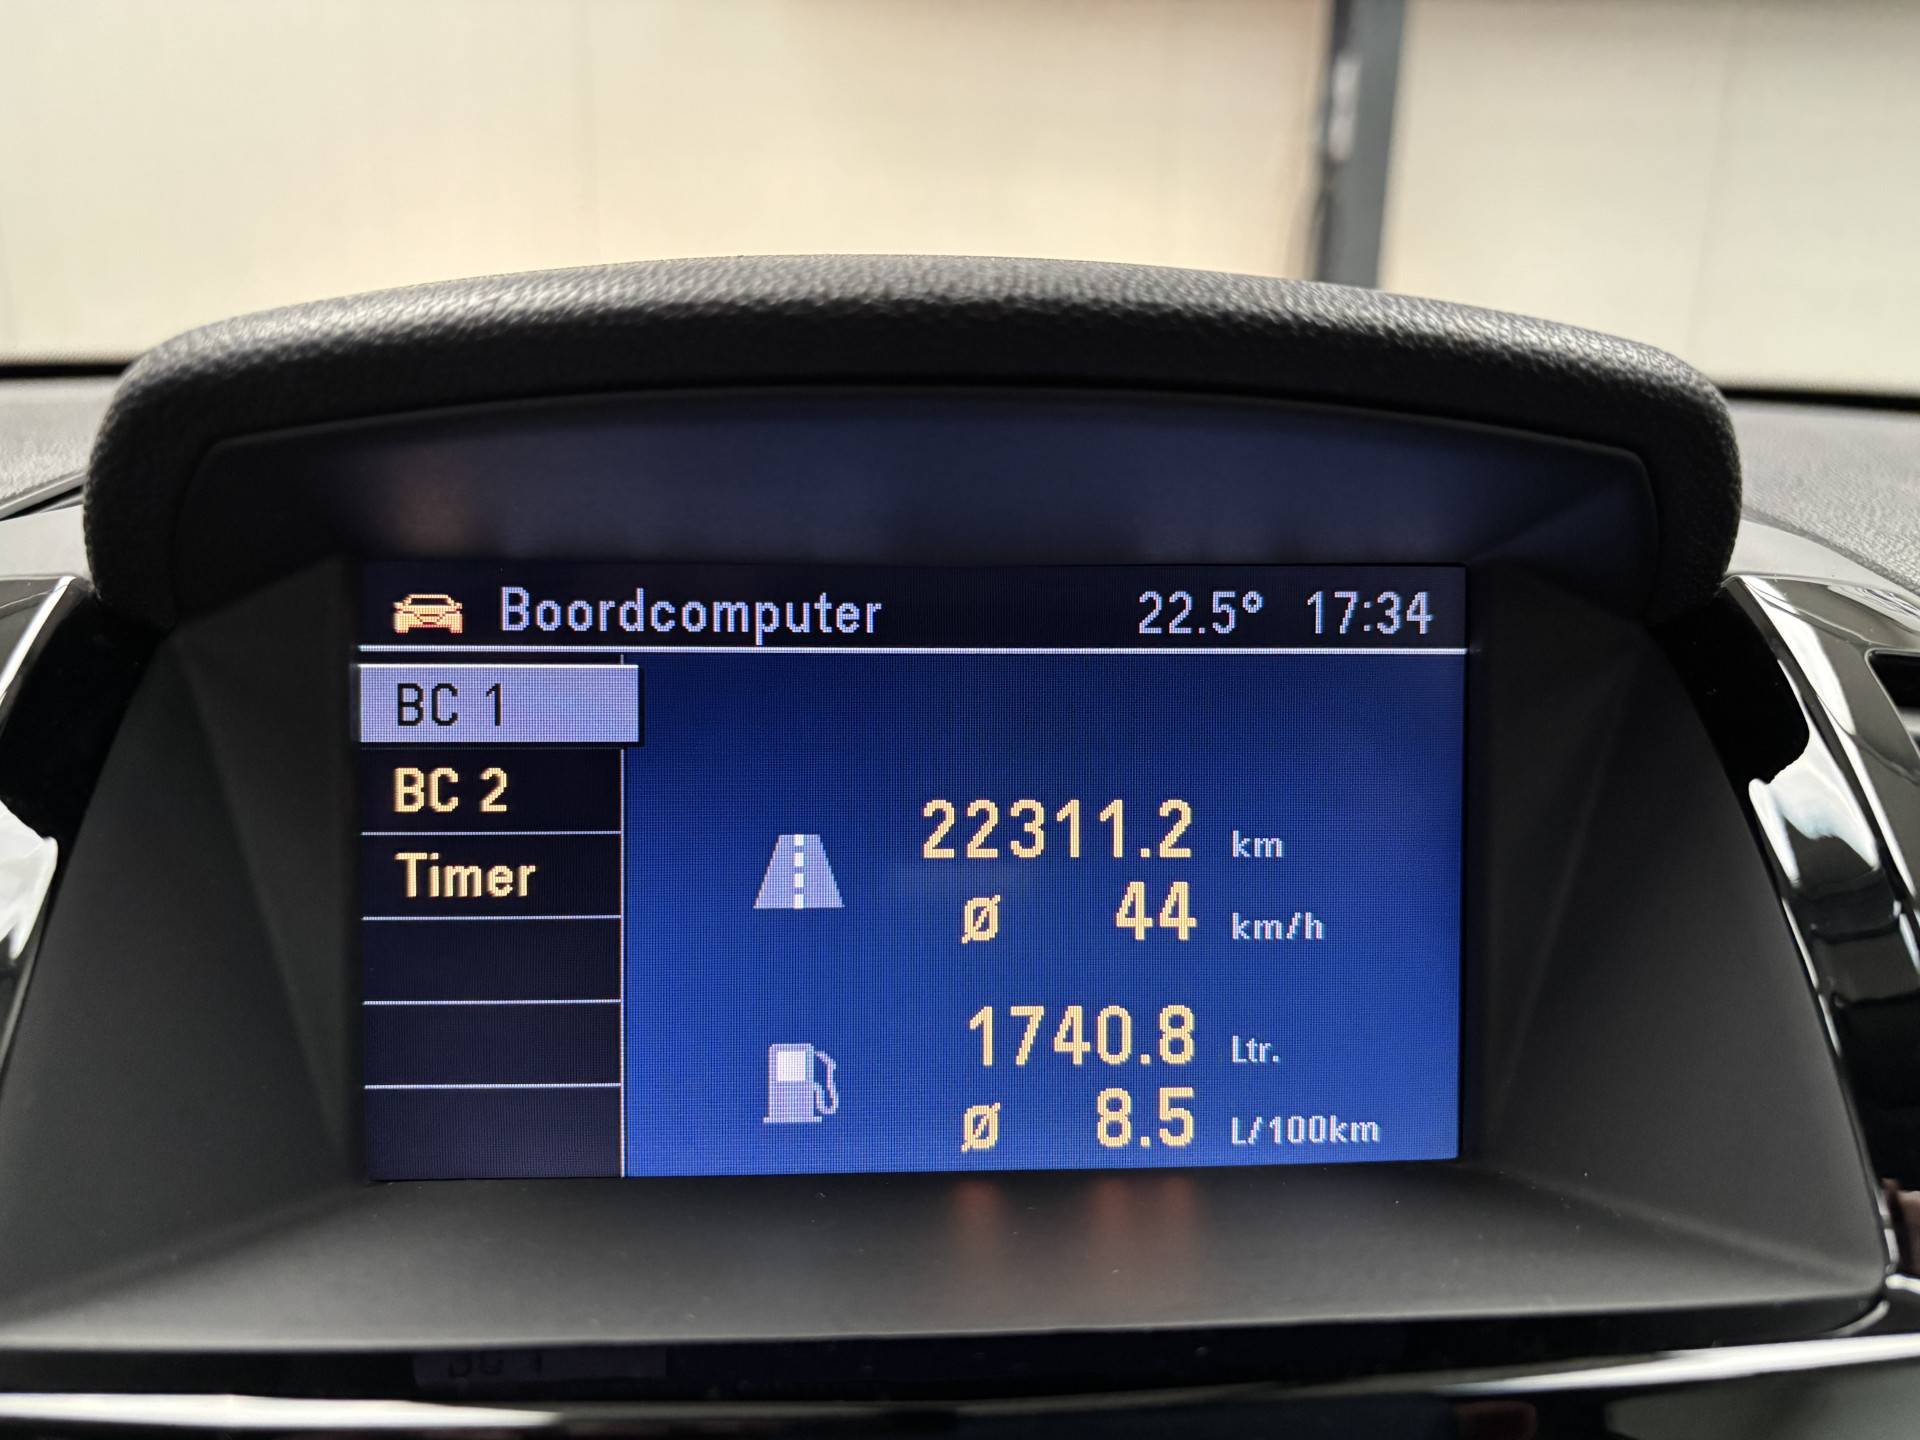 Boordcomputer 22.5° 17:34
BC 1
BC 2
Timer
22311.2 km
Ø 44 km/h
1740.8 Ltr.
Ø 8.5 L/100km